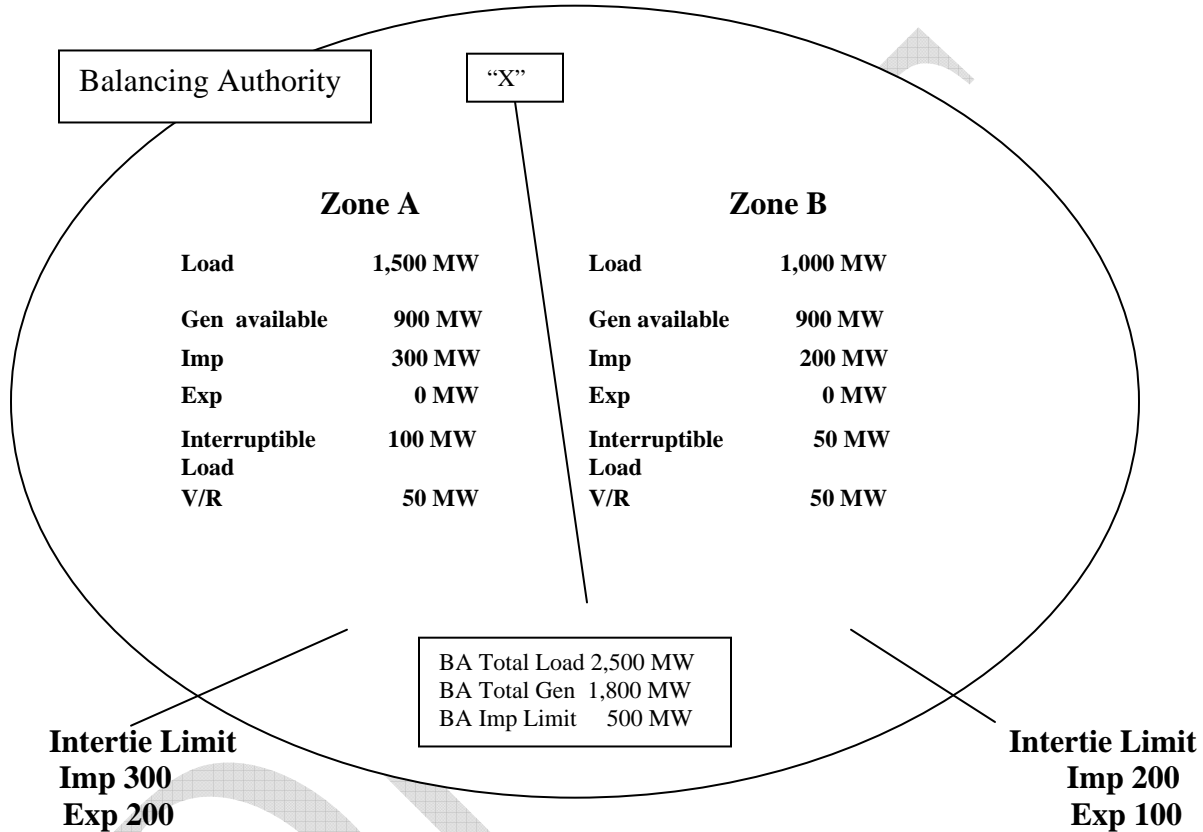 Balancing Authority
“X”
Zone A
Load 1,500 MW
Gen available 900 MW
Imp 300 MW
Exp 0 MW
Interruptible 100 MW
Load
V/R 50 MW
Zone B
Load 1,000 MW
Gen available 900 MW
Imp 200 MW
Exp 0 MW
Interruptible 50 MW
Load
V/R 50 MW
BA Total Load 2,500 MW
BA Total Gen 1,800 MW
BA Imp Limit 500 MW
Intertie Limit
Imp 300
Exp 200
Intertie Limit
Imp 200
Exp 100